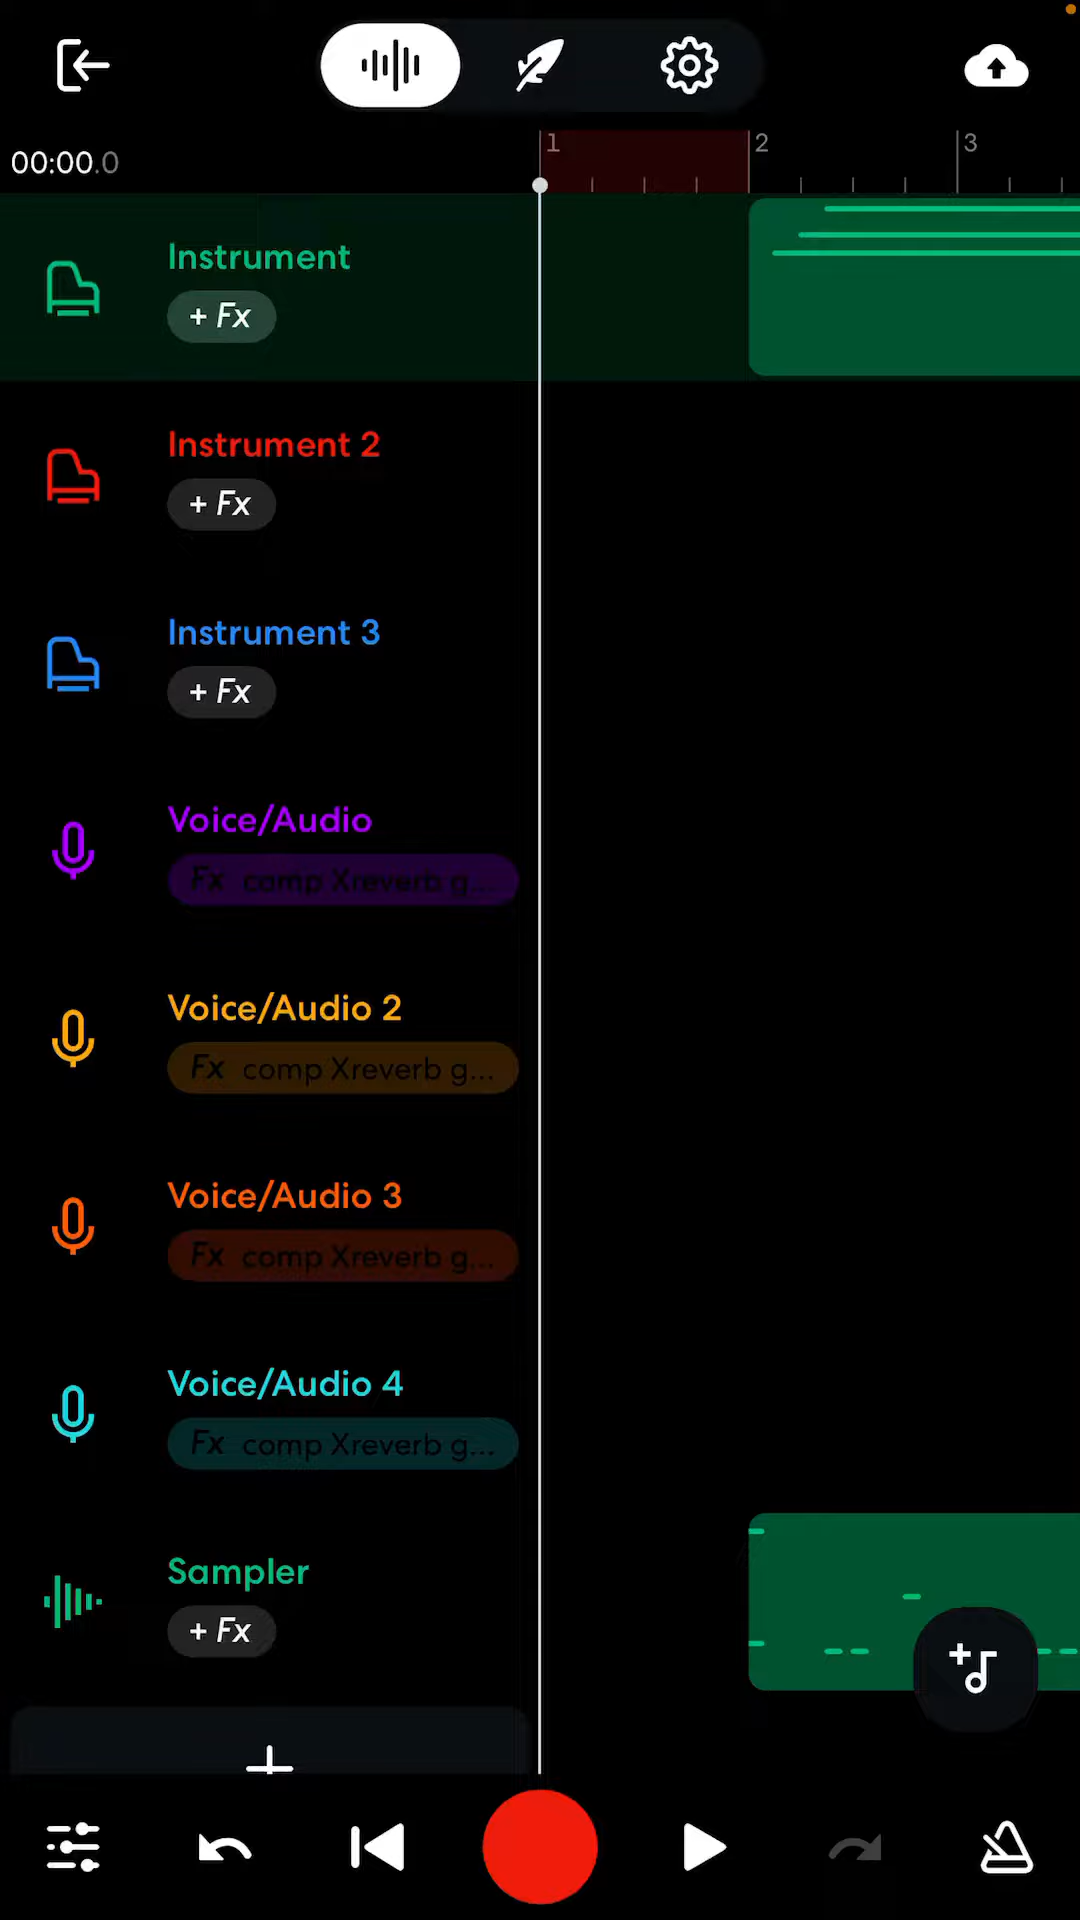 1
2
3
00:00.0
Instrument
+ Fx
Instrument 2
+ Fx
Instrument 3
+ Fx
Voice/Audio
Fx comp Xreverb g...
Voice/Audio 2
Fx comp Xreverb g...
Voice/Audio 3
Fx comp Xreverb g...
Voice/Audio 4
Fx comp Xreverb g...
Sampler
+ Fx